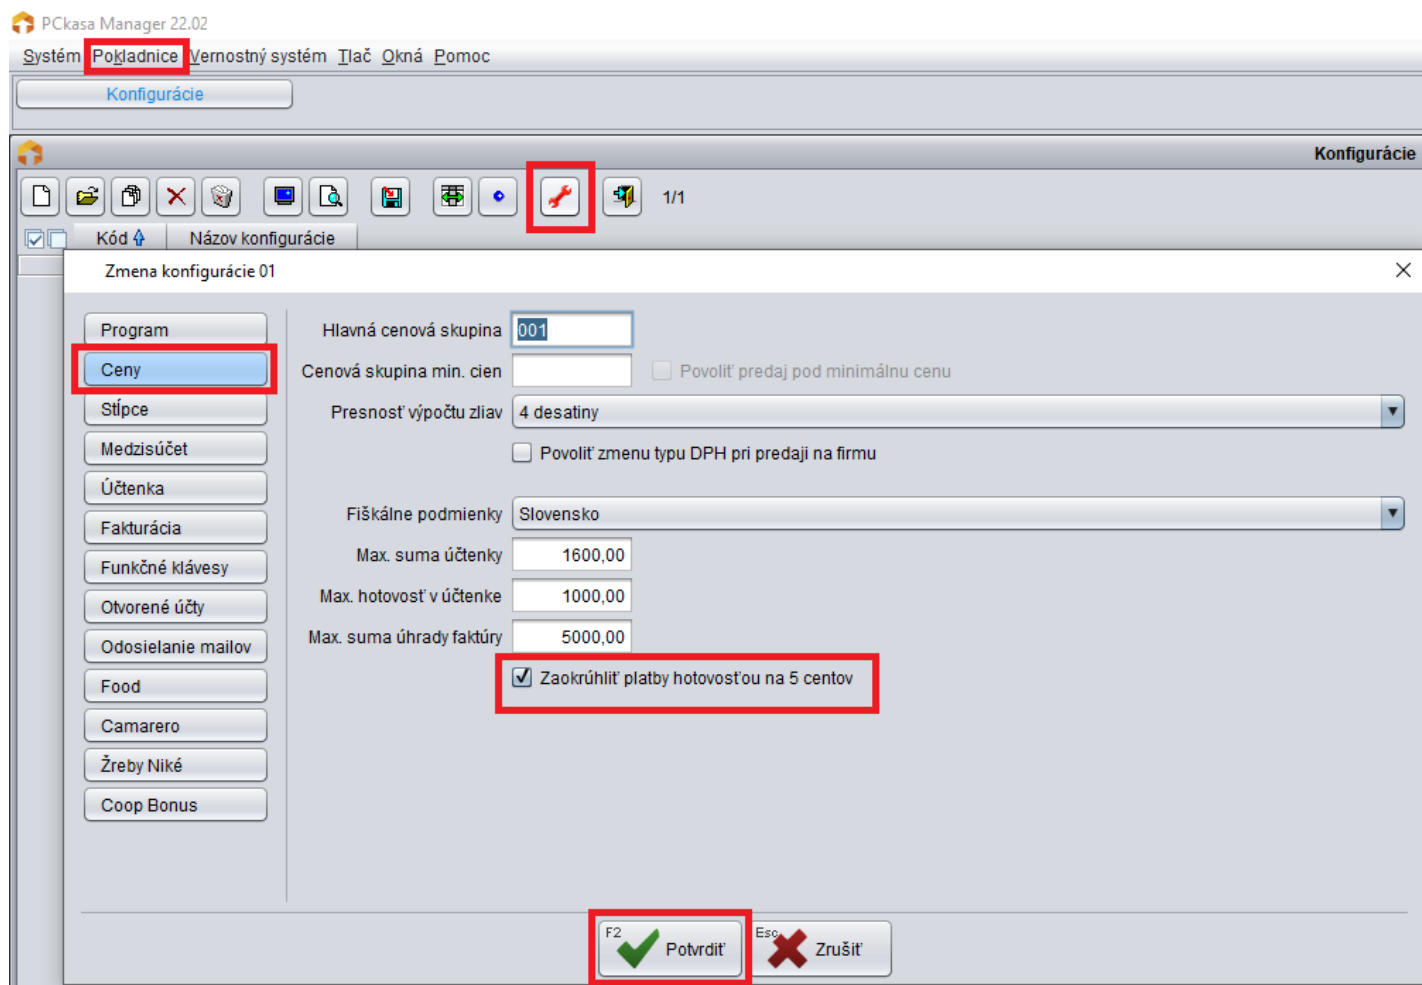 PCkasa Manager 22.02
Systém Pokladnice Vernostný systém Tlač Okná Pomoc
Konfigurácie
Konfigurácie
1/1
Kód Názov konfigurácie
Zmena konfigurácie 01
Program
Ceny
Stĺpce
Medzisúčet
Účtenka
Fakturácia
Funkčné klávesy
Otvorené účty
Odosielanie mailov
Food
Camarero
Žreby Niké
Coop Bonus
Hlavná cenová skupina 001
Cenová skupina min. cien Povoliť predaj pod minimálnu cenu
Presnosť výpočtu zliav 4 desatiny
Povoliť zmenu typu DPH pri predaji na firmu
Fiškálne podmienky Slovensko
Max. suma účtenky 1600,00
Max. hotovosť v účtenke 1000,00
Max. suma úhrady faktúry 5000,00
Zaokrúhliť platby hotovosťou na 5 centov
F2 Potvrdiť Esc Zrušiť